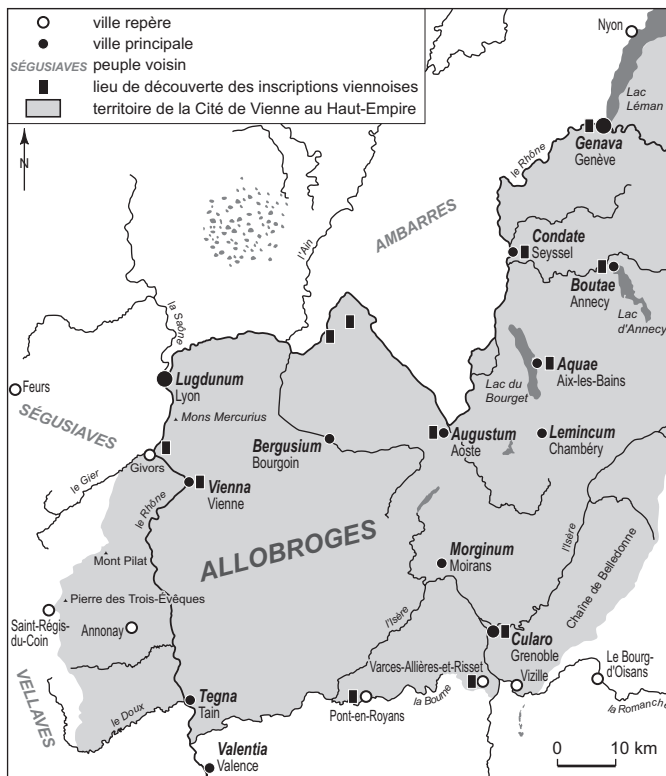 ville repère
ville principale
SÉGUSIAVES peuple voisin
lieu de découverte des inscriptions viennoises
territoire de la Cité de Vienne au Haut-Empire
N
Nyon
Lac
Léman
Genava
Genève
le Rhône
AMBARRES
l'Ain
Condate
Seyssel
Boutae
Annecy
Lac
d'Annecy
la Saône
Aquae
Aix-les-Bains
Lac du
Bourget
Feurs
Lugdunum
Lyon
SÉGUSIAVES
Mons Mercurius
Bergusium
Bourgoin
Augustum
Aoste
Lemincum
Chambéry
Givors
le Gier
le Rhône
Vienna
Vienne
ALLOBROGES
l'Isère
Chaîne de Belledonne
Mont Pilat
Morginum
Moirans
Pierre des Trois-Évêques
Saint-Régis-
du-Coin
Annonay
l'Isère
Cularo
Grenoble
Varces-Allières-et-Risset
Vizille
Le Bourg-
d'Oisans
VELLAVES
le Doux
Tegna
Tain
Pont-en-Royans
la Bourne
la Romanche
Valentia
Valence
0 10 km